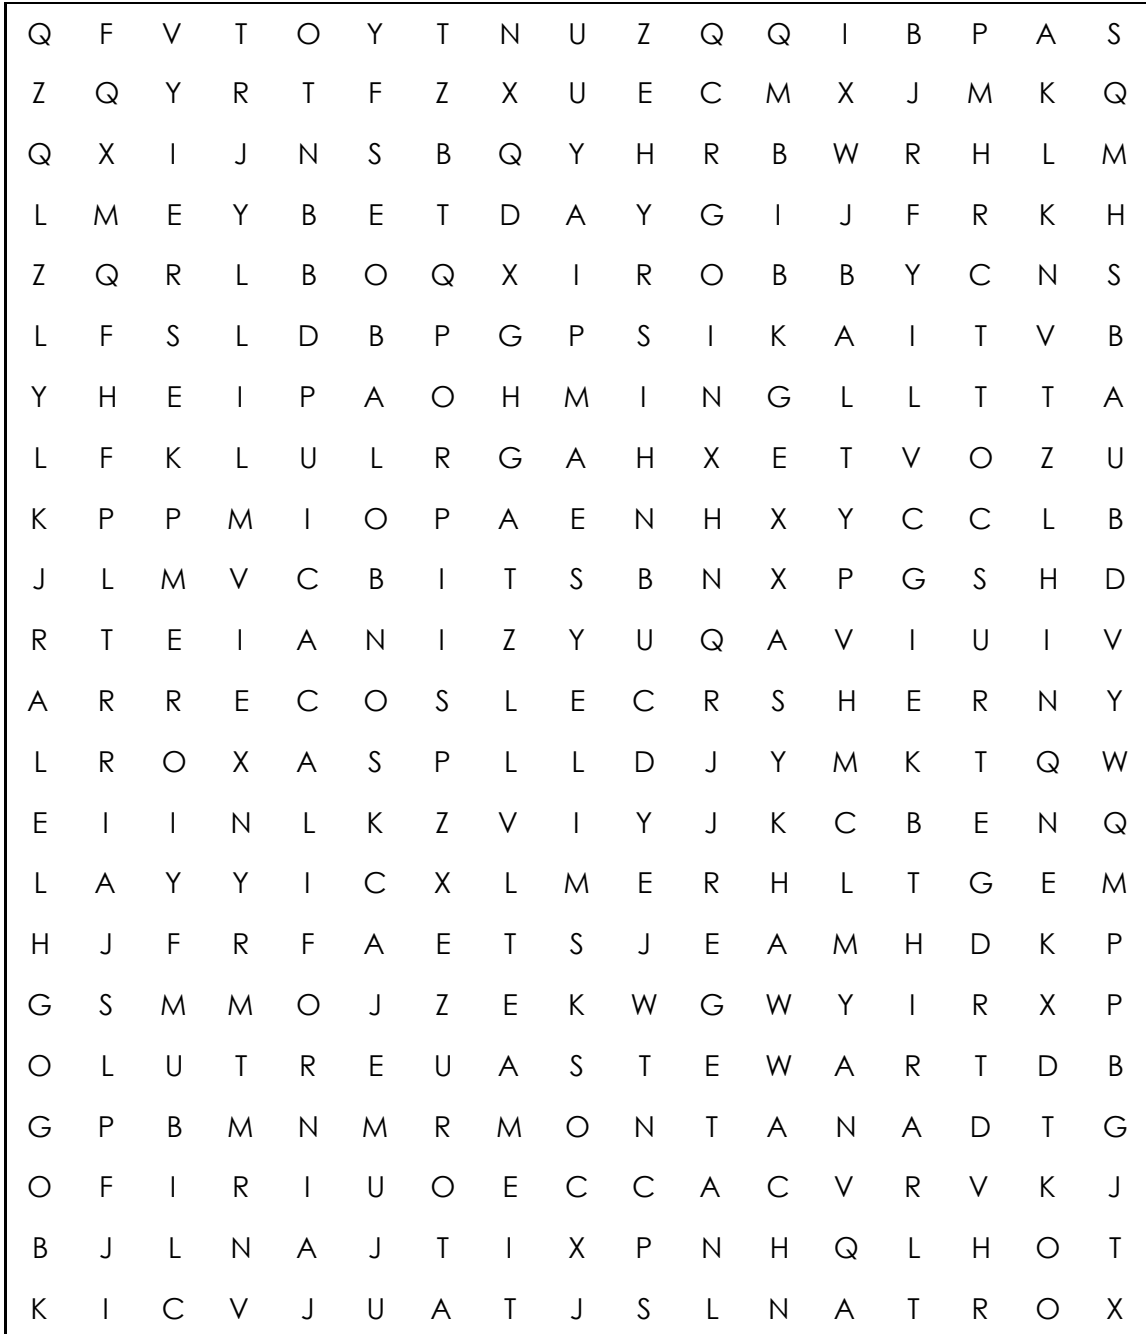 Q F V T O Y T N U Z Q Q I B P A S
Z Q Y R T F Z X U E C M X J M K Q
Q X I J N S B Q Y H R B W R H L M
L M E Y B E T D A Y G I J F R K H
Z Q R L B O Q X I R O B B Y C N S
L F S L D B P G P S I K A I T V B
Y H E I P A O H M I N G L L T T A
L F K L U L R G A H X E T V O Z U
K P P M I O P A E N H X Y C C L B
J L M V C B I T S B N X P G S H D
R T E I A N I Z Y U Q A V I U I V
A R R E C O S L E C R S H E R N Y
L R O X A S P L L D J Y M K T Q W
E I I N L K Z V I Y J K C B E N Q
L A Y Y I C X L M E R H L T G E M
H J F R F A E T S J E A M H D K P
G S M M O J Z E K W G W Y I R X P
O L U T R E U A S T E W A R T D B
G P B M N M R M O N T A N A D T G
O F I R I U O E C C A C V R V K J
B J L N A J T I X P N H Q L H O T
K I C V J U A T J S L N A T R O X